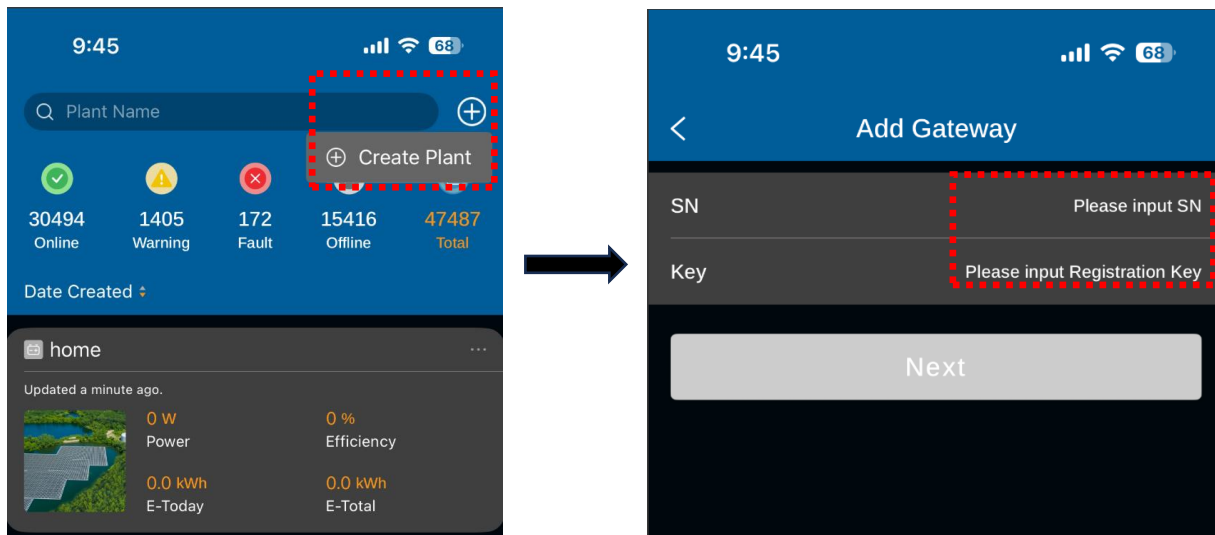 9:45
68
Plant Name
Create Plant
30494 1405 172 15416 47487
Online Warning Fault Offline Total
Date Created
home
...
Updated a minute ago.
0 W 0 %
Power Efficiency
0.0 kWh 0.0 kWh
E-Today E-Total
9:45
68
Add Gateway
SN Please input SN
Key Please input Registration Key
Next